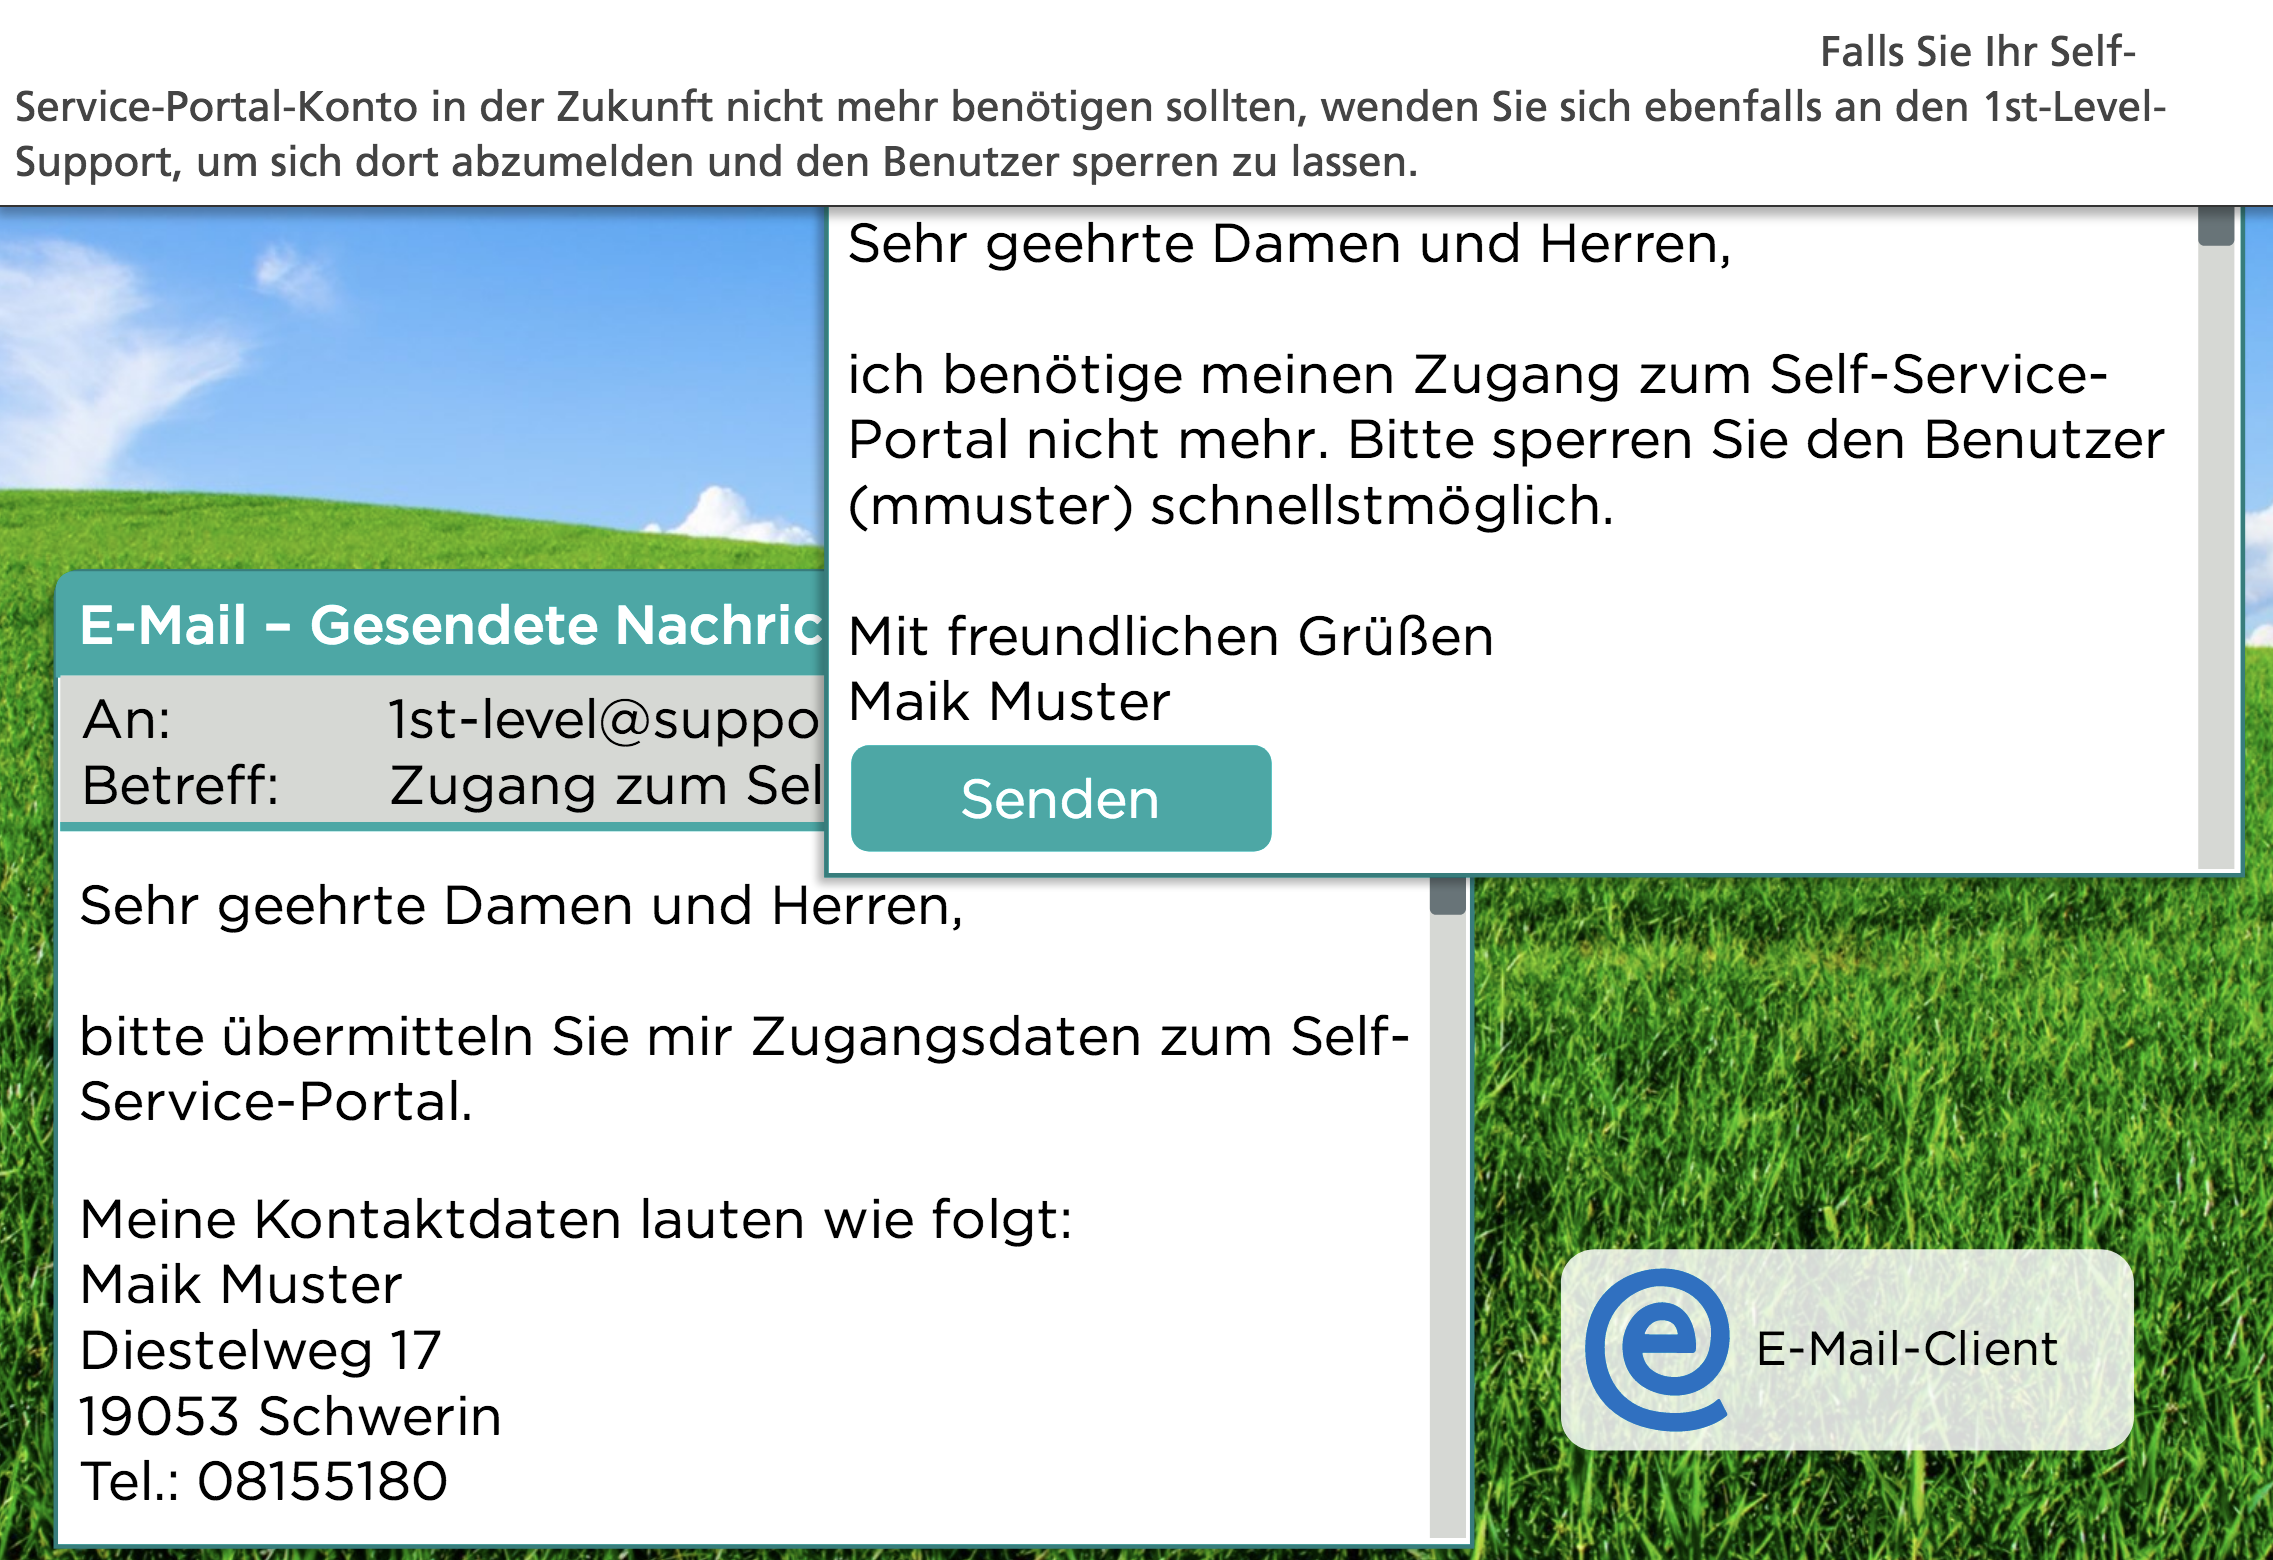 Falls Sie Ihr Self-
Service-Portal-Konto in der Zukunft nicht mehr benötigen sollten, wenden Sie sich ebenfalls an den 1st-Level-
Support, um sich dort abzumelden und den Benutzer sperren zu lassen.
Sehr geehrte Damen und Herren,
ich benötige meinen Zugang zum Self-Service-
Portal nicht mehr. Bitte sperren Sie den Benutzer
(mmuster) schnellstmöglich.
Mit freundlichen Grüßen
Maik Muster
Senden
E-Mail – Gesendete Nachric
An: 1st-level@suppo
Betreff: Zugang zum Sel
Sehr geehrte Damen und Herren,
bitte übermitteln Sie mir Zugangsdaten zum Self-
Service-Portal.
Meine Kontaktdaten lauten wie folgt:
Maik Muster
Diestelweg 17
19053 Schwerin
Tel.: 08155180
E-Mail-Client